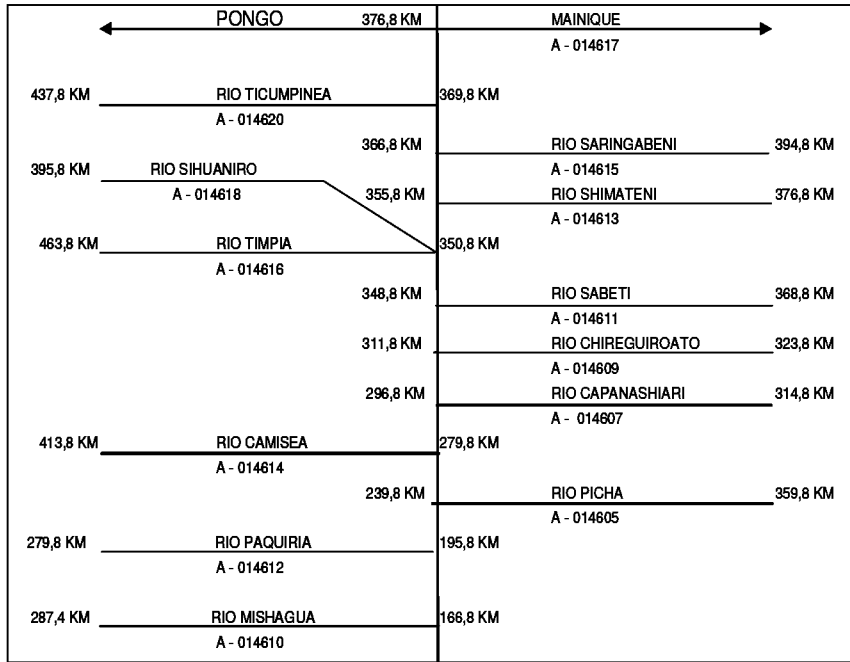 PONGO 376,8 KM MAINIQUE
A - 014617
437,8 KM RIO TICUMPINEA 369,8 KM
A - 014620
366,8 KM RIO SARINGABENI 394,8 KM
A - 014615
395,8 KM RIO SIHUANIRO
A - 014618
355,8 KM RIO SHIMATENI 376,8 KM
A - 014613
463,8 KM RIO TIMPIA 350,8 KM
A - 014616
348,8 KM RIO SABETI 368,8 KM
A - 014611
311,8 KM RIO CHIREGUIROATO 323,8 KM
A - 014609
296,8 KM RIO CAPANASHIARI 314,8 KM
A - 014607
413,8 KM RIO CAMISEA 279,8 KM
A - 014614
239,8 KM RIO PICHA 359,8 KM
A - 014605
279,8 KM RIO PAQUIRIA 195,8 KM
A - 014612
287,4 KM RIO MISHAGUA 166,8 KM
A - 014610